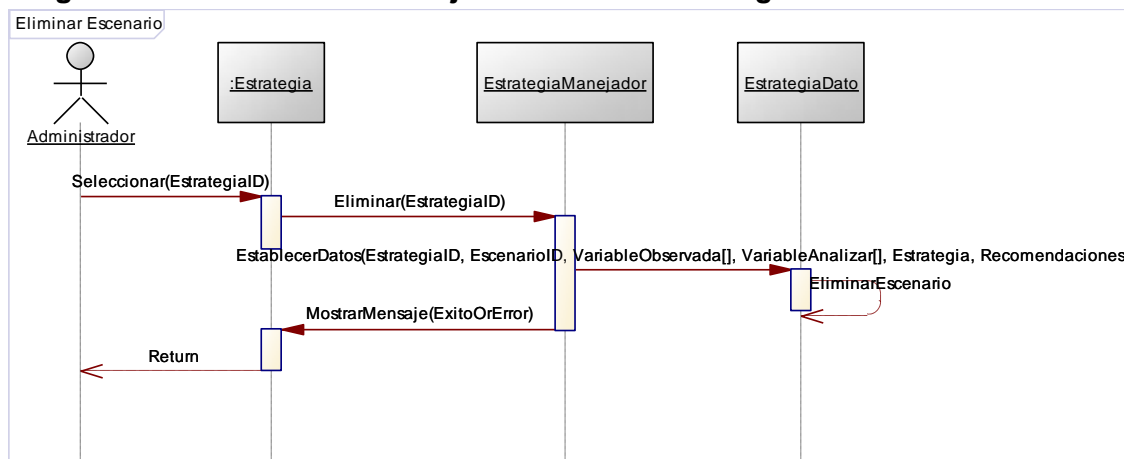 Eliminar Escenario
:Estrategia
EstrategiaManejador
EstrategiaDato
Administrador
Seleccionar(EstrategiaID)
Eliminar(EstrategiaID)
EstablecerDatos(EstrategiaID, EscenarioID, VariableObservada[], VariableAnalizar[], Estrategia, Recomendaciones
EliminarEscenario
MostrarMensaje(ExitoOrError)
Return